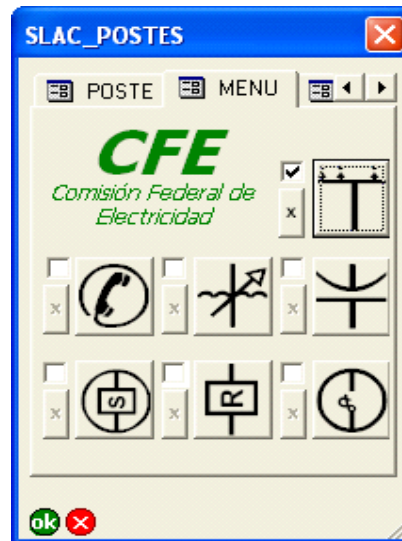 SLAC_POSTES
POSTE MENU
CFE
Comisión Federal de
Electricidad
x
x x x
S R
x x x
ok